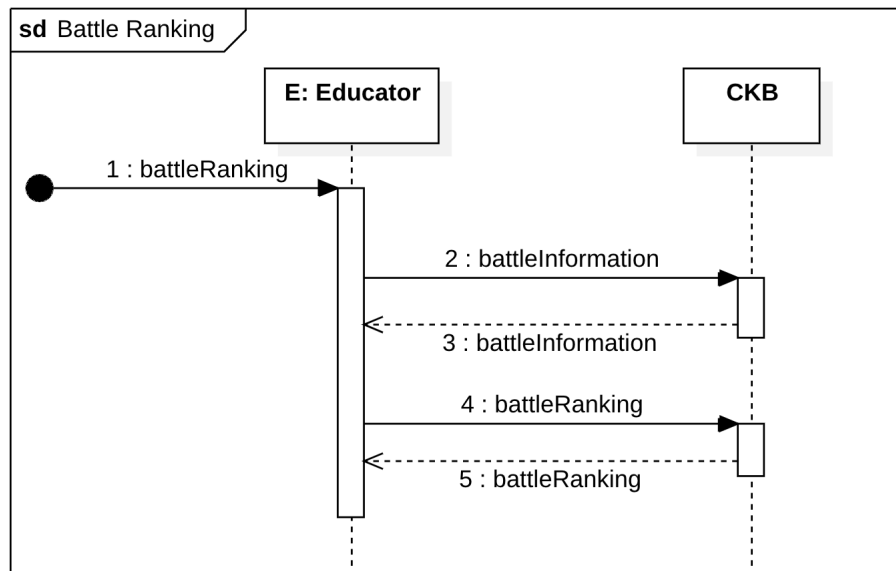 sd Battle Ranking
E: Educator
CKB
1 : battleRanking
2 : battleInformation
3 : battleInformation
4 : battleRanking
5 : battleRanking